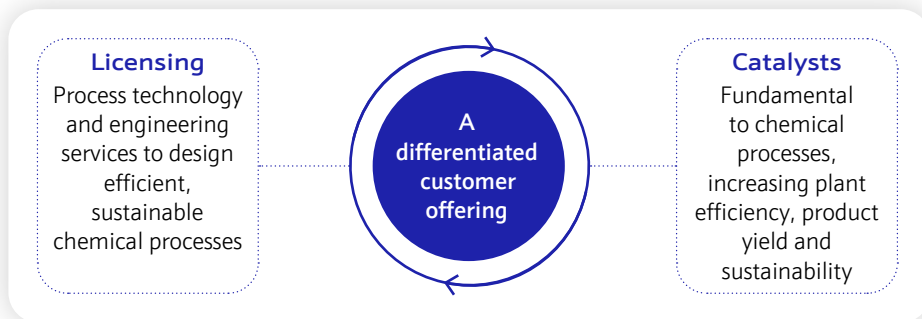 Licensing
Process technology
and engineering
services to design
efficient,
sustainable
chemical processes
A
differentiated
customer
offering
Catalysts
Fundamental
to chemical
processes,
increasing plant
efficiency, product
yield and
sustainability